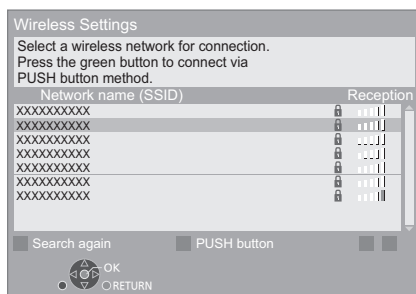 Wireless Settings
Select a wireless network for connection.
Press the green button to connect via
PUSH button method.
Network name (SSID) Reception
XXXXXXXXXX
XXXXXXXXXX
XXXXXXXXXX
XXXXXXXXXX
XXXXXXXXXX
XXXXXXXXXX
XXXXXXXXXX
Search again PUSH button
OK
RETURN